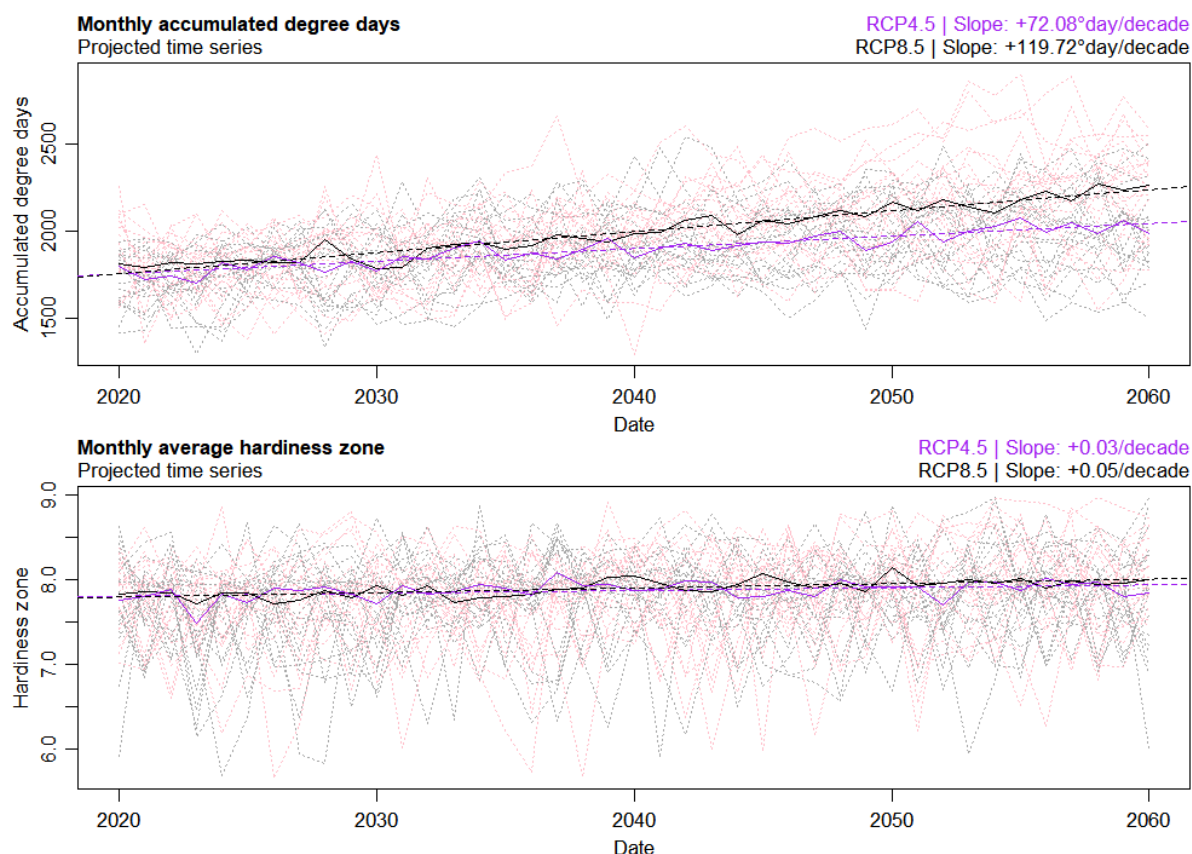 Monthly accumulated degree days
RCP4.5 | Slope: +72.08°day/decade
Projected time series
RCP8.5 | Slope: +119.72°day/decade
Accumulated degree days
2500
2000
1500
2020 2030 2040 2050 2060
Date
Monthly average hardiness zone
RCP4.5 | Slope: +0.03/decade
Projected time series
RCP8.5 | Slope: +0.05/decade
Hardiness zone
9.0
8.0
7.0
6.0
2020 2030 2040 2050 2060
Date